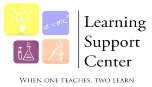 Learning
Support
Center
WHEN ONE TEACHES, TWO LEARN